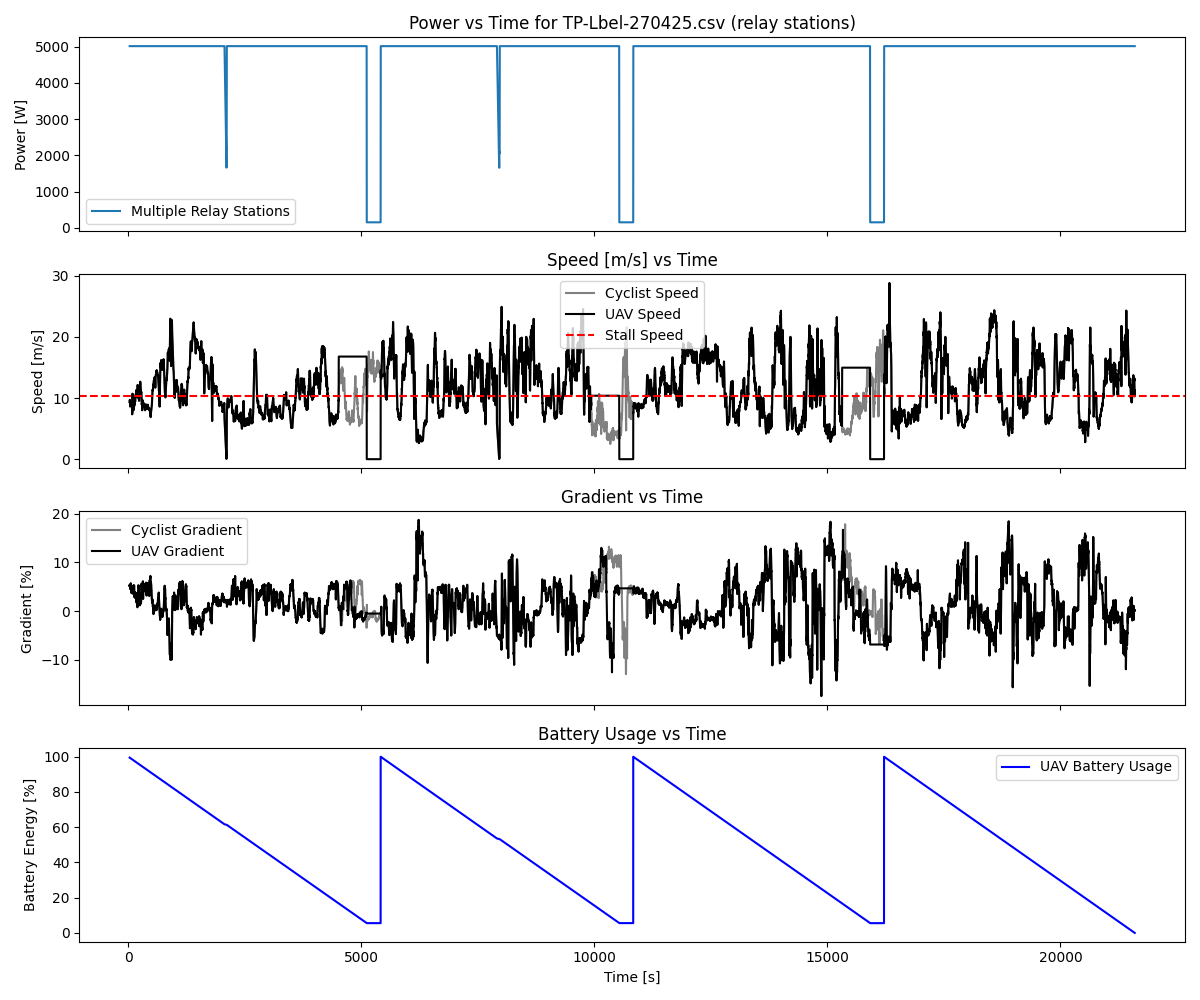 Power vs Time for TP-Lbel-270425.csv (relay stations)
5000
4000
3000
2000
1000
0
Power [W]
Multiple Relay Stations
Speed [m/s] vs Time
30
20
10
0
Speed [m/s]
Cyclist Speed
UAV Speed
Stall Speed
Gradient vs Time
20
10
0
−10
Gradient [%]
Cyclist Gradient
UAV Gradient
Battery Usage vs Time
100
80
60
40
20
0
Battery Energy [%]
UAV Battery Usage
0 5000 10000 15000 20000
Time [s]